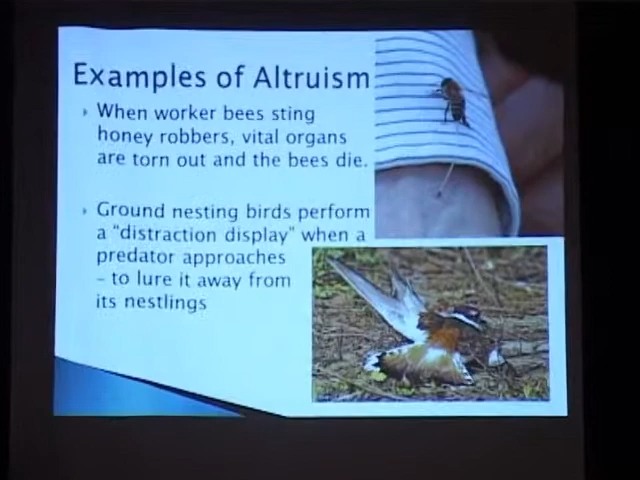 Examples of Altruism
When worker bees sting
honey robbers, vital organs
are torn out and the bees die.
Ground nesting birds perform
a "distraction display" when a
predator approaches
– to lure it away from
its nestlings